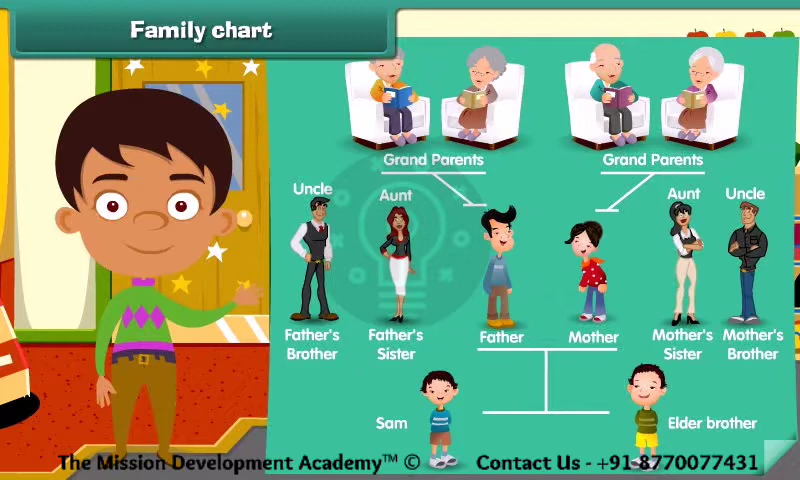 Family chart
Grand Parents
Grand Parents
Uncle
Aunt
Aunt
Uncle
Father's
Brother
Father's
Sister
Father
Mother
Mother's
Sister
Mother's
Brother
Sam
Elder brother
The Mission Development Academy™ ©
Contact Us - +91 8770077431